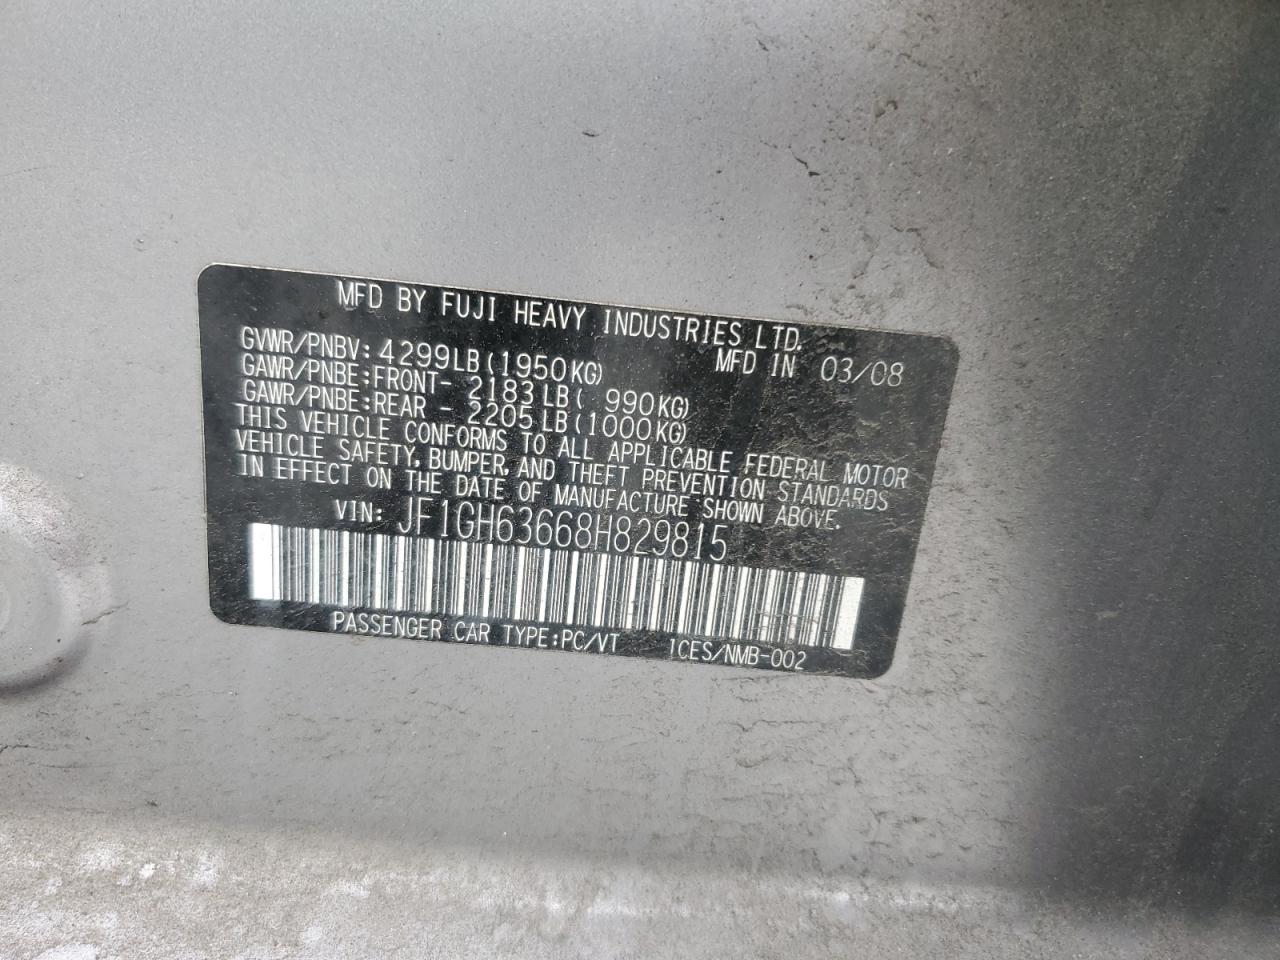 MFD BY FUJI HEAVY INDUSTRIES LTD.
GVWR/PNBV:4299LB(1950KG) MFD IN 03/08
GAWR/PNBE:FRONT- 2183LB( 990KG)
GAWR/PNBE:REAR - 2205LB(1000KG)
THIS VEHICLE CONFORMS TO ALL APPLICABLE FEDERAL MOTOR
VEHICLE SAFETY, BUMPER, AND THEFT PREVENTION STANDARDS
IN EFFECT ON THE DATE OF MANUFACTURE SHOWN ABOVE.
VIN: JF1GH63668H829815
PASSENGER CAR TYPE:PC/VT ICES/NMB-002